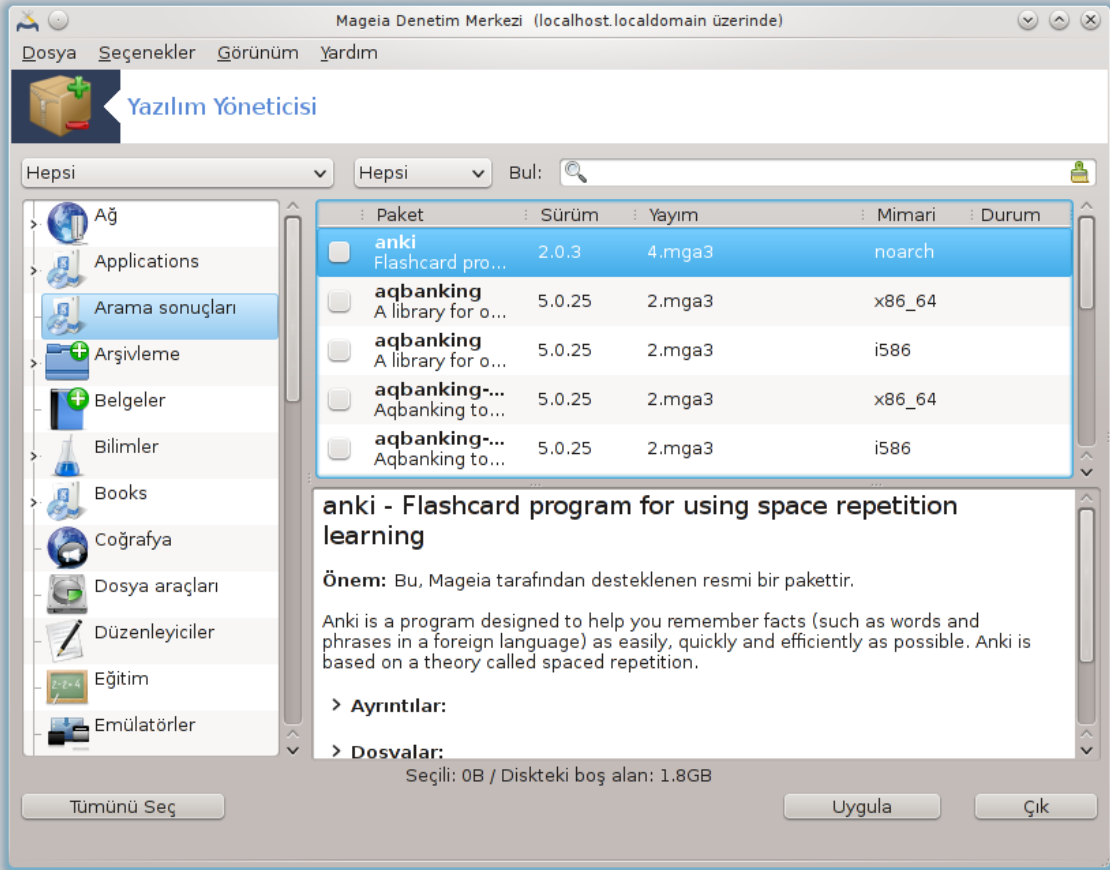 Mageia Denetim Merkezi (localhost.localdomain üzerinde)
Dosya Seçenekler Görünüm Yardım
Yazılım Yöneticisi
Hepsi Hepsi Bul:
Ağ
Applications
Arama sonuçları
Arşivleme
Belgeler
Bilimler
Books
Coğrafya
Dosya araçları
Düzenleyiciler
Eğitim
Emülatörler
Paket Sürüm Yayım Mimari Durum
anki 2.0.3 4.mga3 noarch
Flashcard pro...
aqbanking 5.0.25 2.mga3 x86_64
A library for o...
aqbanking 5.0.25 2.mga3 i586
A library for o...
aqbanking-... 5.0.25 2.mga3 x86_64
Aqbanking to...
aqbanking-... 5.0.25 2.mga3 i586
Aqbanking to...
anki - Flashcard program for using space repetition
learning
Önem: Bu, Mageia tarafından desteklenen resmi bir pakettir.
Anki is a program designed to help you remember facts (such as words and
phrases in a foreign language) as easily, quickly and efficiently as possible. Anki is
based on a theory called spaced repetition.
Ayrıntılar:
Dosyalar:
Seçili: 0B / Diskteki boş alan: 1.8GB
Tümünü Seç Uygula Çık